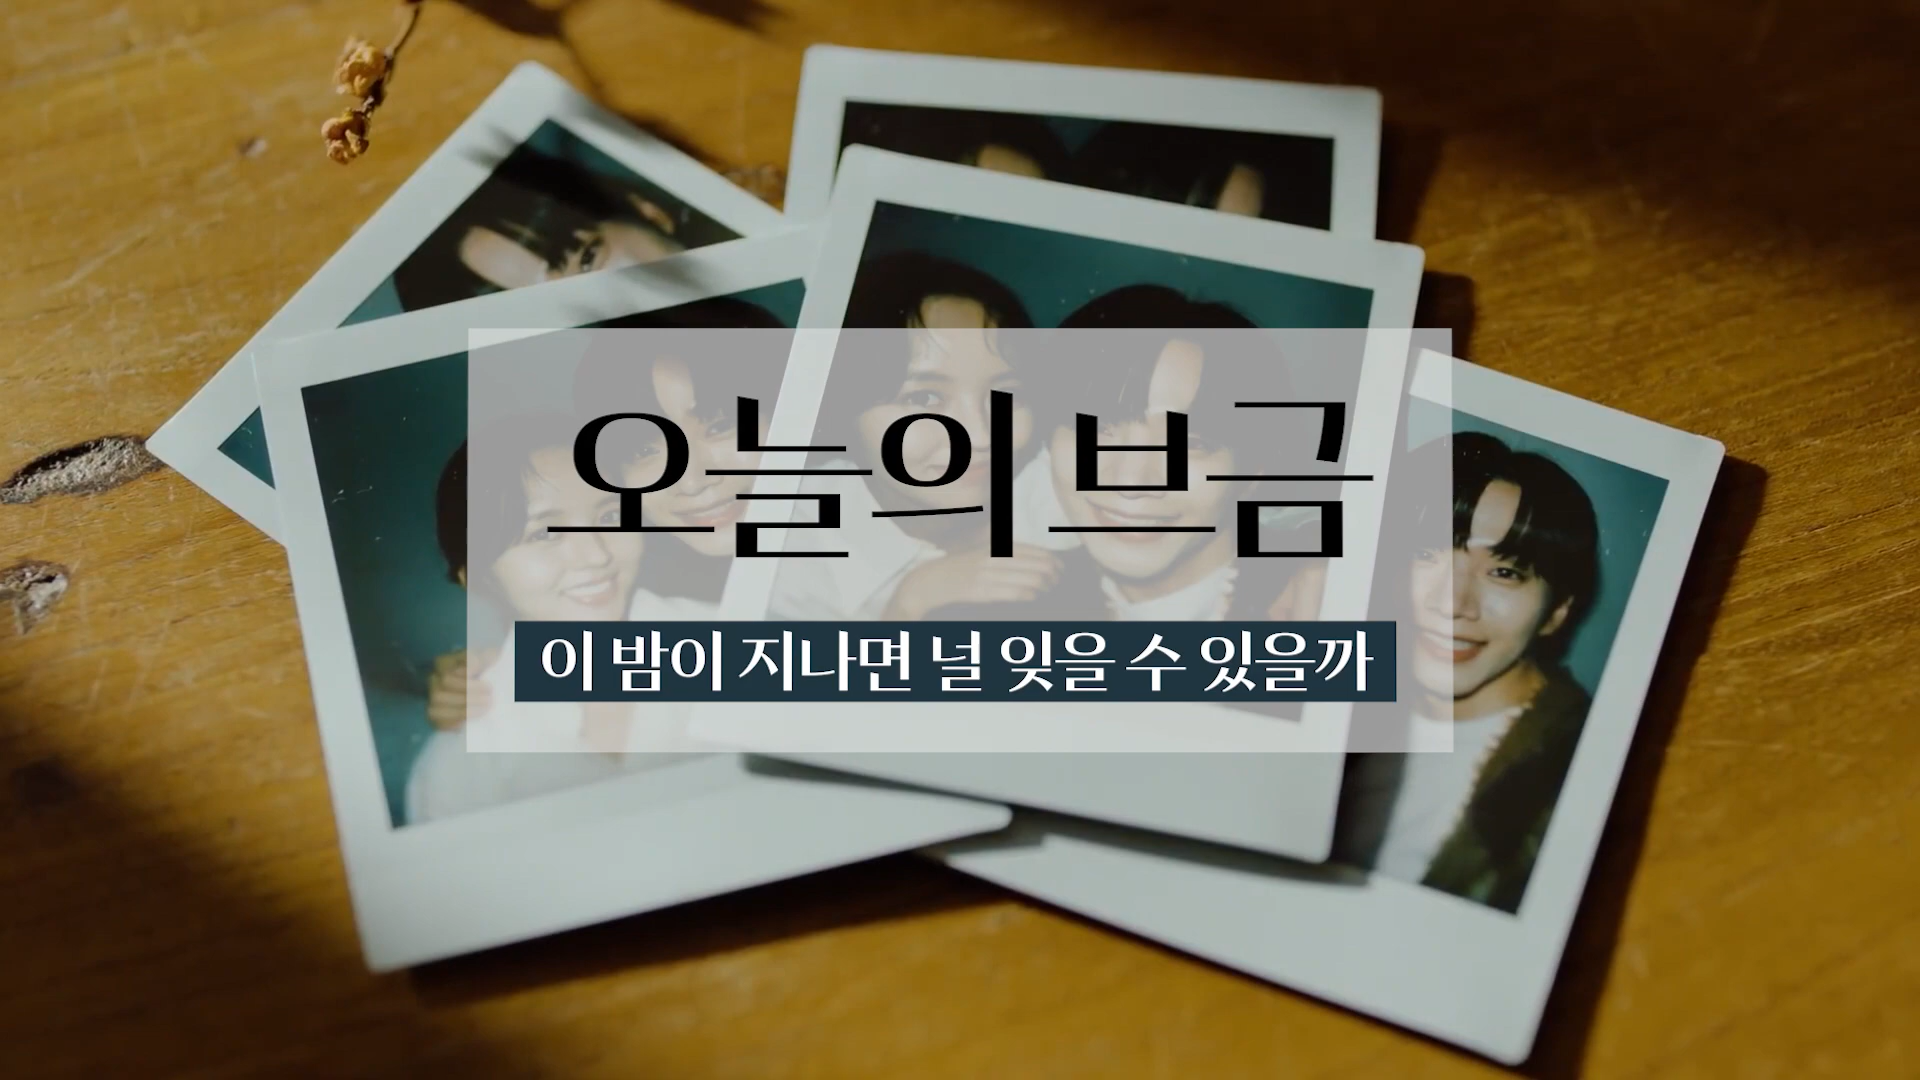 오늘의 브금
이 밤이 지나면 널 잊을 수 있을까